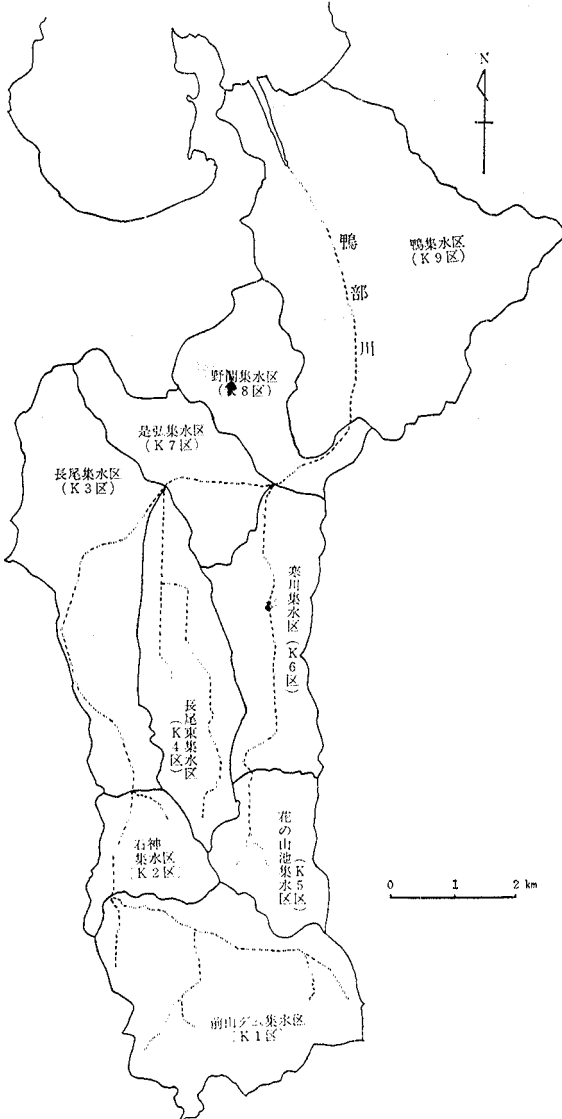 N
鴨部川
鴨集水区
(K9区)
野間集水区
(K8区)
是弘集水区
(K7区)
長尾集水区
(K3区)
寒川集水区(K6区)
長尾東集水区
(K4区)
石神
集水区
(K2区)
花の山池集水区
(K5区)
0 1 2 km
前山ダム集水区
(K1区)